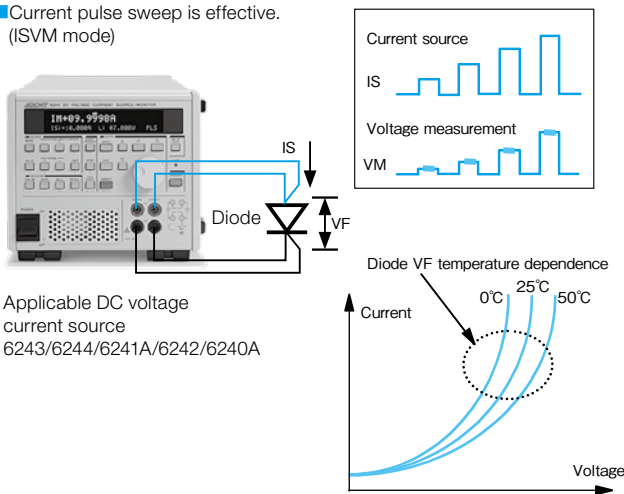 Current pulse sweep is effective.
(ISVM mode)
Current source
IS
Voltage measurement
VM
IM+09.9998A
PLS
IS
Diode
VF
Applicable DC voltage
current source
6243/6244/6241A/6242/6240A
Diode VF temperature dependence
0℃ 25℃ 50℃
Current
Voltage